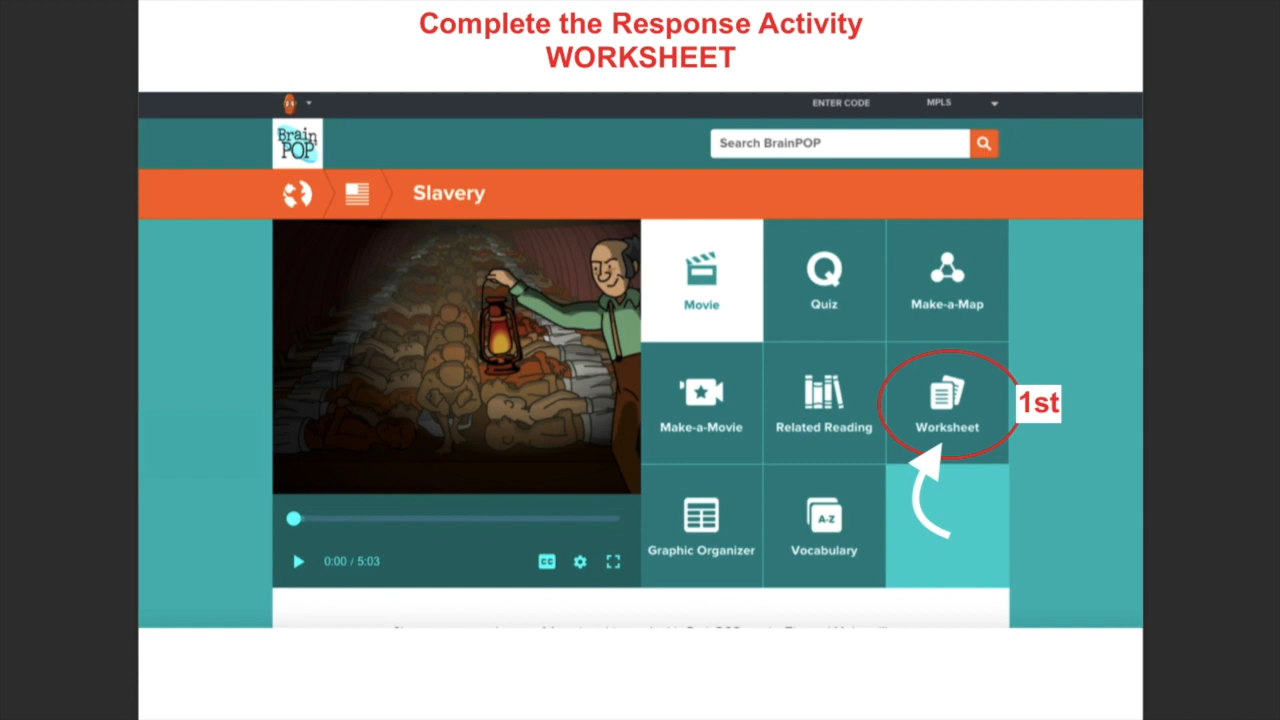 Complete the Response Activity
WORKSHEET
ENTER CODE
MPLS
Brain
POP
Search BrainPOP
Slavery
Movie
Quiz
Make-a-Map
Make-a-Movie
Related Reading
Worksheet
1st
Graphic Organizer
A-Z
Vocabulary
0:00 / 5:03
CC